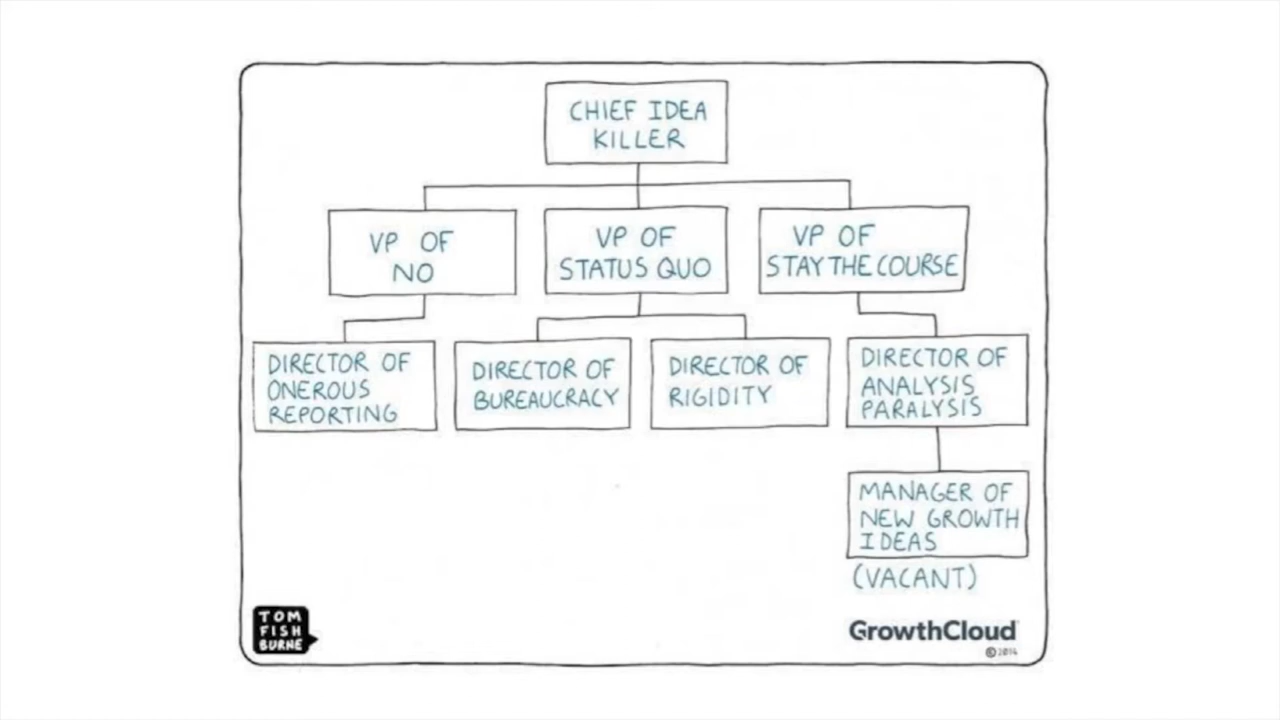 CHIEF IDEA
KILLER
VP OF
NO
VP OF
STATUS QUO
VP OF
STAY THE COURSE
DIRECTOR OF
ONEROUS
REPORTING
DIRECTOR OF
BUREAUCRACY
DIRECTOR OF
RIGIDITY
DIRECTOR OF
ANALYSIS
PARALYSIS
MANAGER OF
NEW GROWTH
IDEAS
(VACANT)
TOM
FISH
BURNE
GrowthCloud
©2014